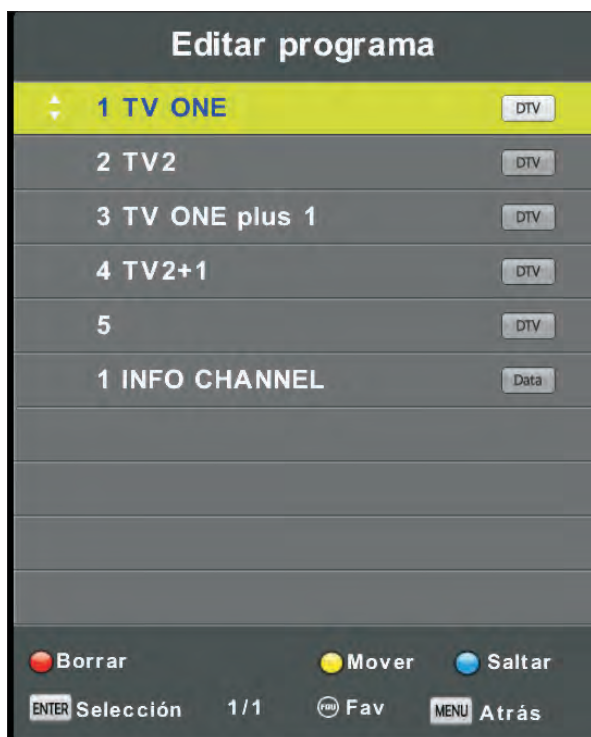 Editar programa
1 TV ONE DTV
2 TV2 DTV
3 TV ONE plus 1 DTV
4 TV2+1 DTV
5 DTV
1 INFO CHANNEL Data
Borrar Mover Saltar
ENTER Selección 1/1 FAV Fav MENU Atrás